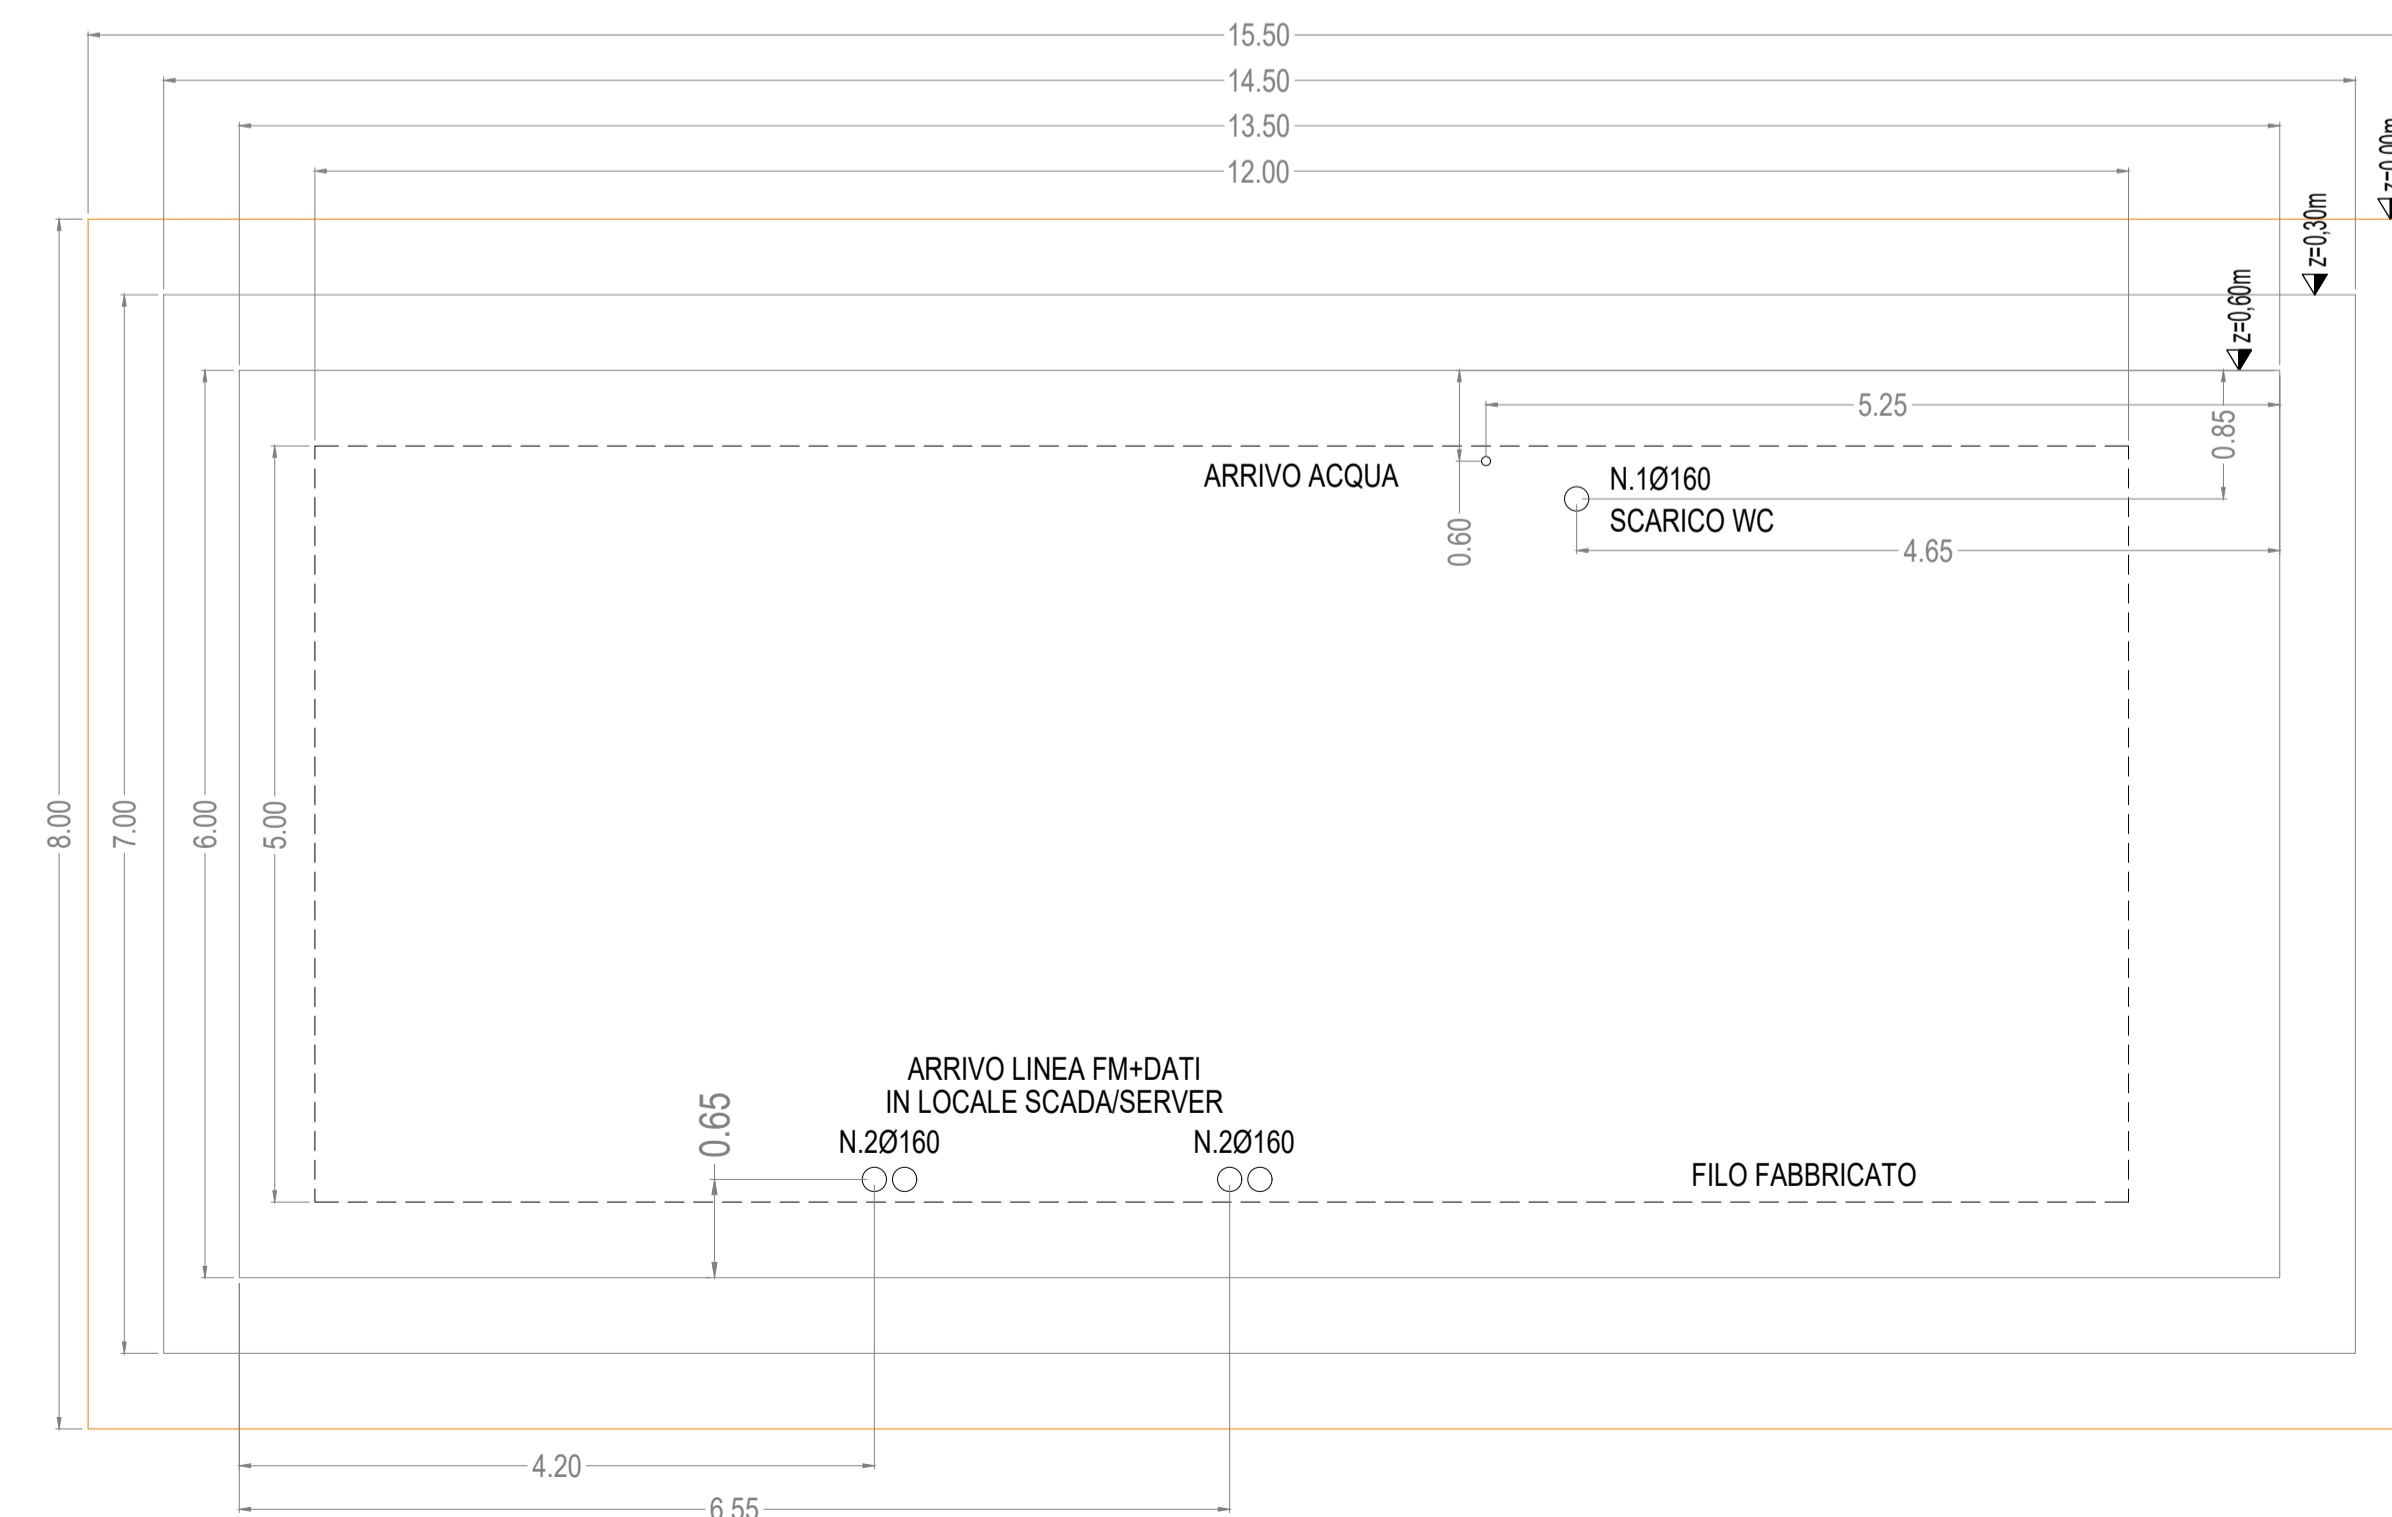 15.50
14.50
13.50
12.00
z=0,00m
z=0,30m
z=0,60m
5.25
0.85
ARRIVO ACQUA
N.1Ø160
SCARICO WC
0.60
4.65
8.00
7.00
6.00
5.00
ARRIVO LINEA FM+DATI
IN LOCALE SCADA/SERVER
0.65
N.2Ø160
N.2Ø160
FILO FABBRICATO
4.20
6.55